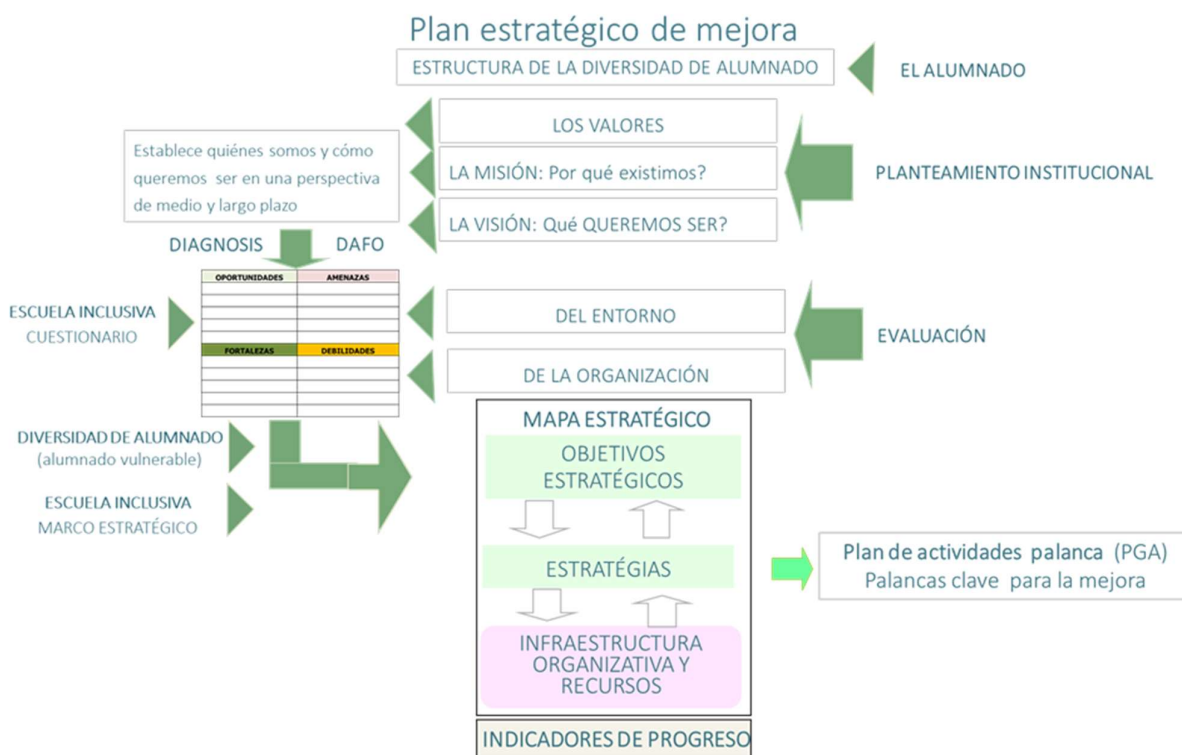 Plan estratégico de mejora
ESTRUCTURA DE LA DIVERSIDAD DE ALUMNADO
EL ALUMNADO
LOS VALORES
Establece quiénes somos y cómo
queremos ser en una perspectiva
de medio y largo plazo
LA MISIÓN: Por qué existimos?
PLANTEAMIENTO INSTITUCIONAL
LA VISIÓN: Qué QUEREMOS SER?
DIAGNOSIS
DAFO
OPORTUNIDADES
AMENAZAS
ESCUELA INCLUSIVA
CUESTIONARIO
DEL ENTORNO
EVALUACIÓN
FORTALEZAS
DEBILIDADES
DE LA ORGANIZACIÓN
DIVERSIDAD DE ALUMNADO
(alumnado vulnerable)
ESCUELA INCLUSIVA
MARCO ESTRATÉGICO
MAPA ESTRATÉGICO
OBJETIVOS
ESTRATÉGICOS
ESTRATÉGIAS
Plan de actividades palanca (PGA)
Palancas clave para la mejora
INFRAESTRUCTURA
ORGANIZATIVA Y
RECURSOS
INDICADORES DE PROGRESO